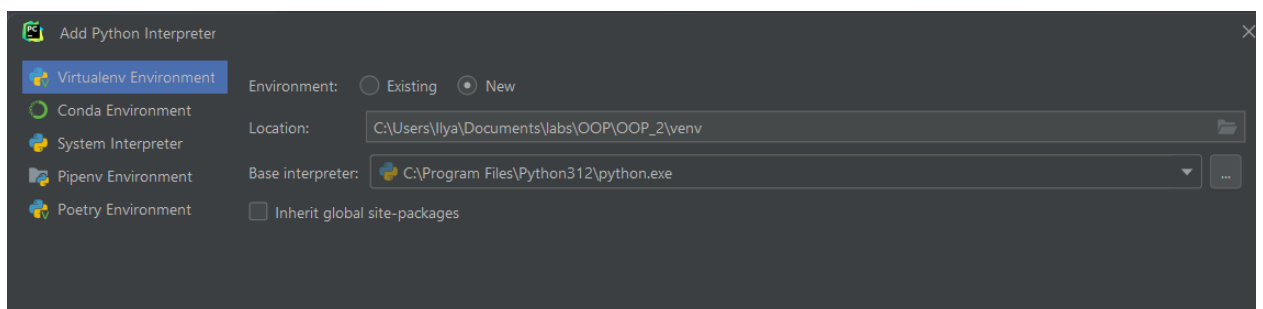 PC Add Python Interpreter
Virtualenv Environment
Conda Environment
System Interpreter
Pipenv Environment
Poetry Environment
Environment: Existing New
Location: C:\Users\Ilya\Documents\labs\OOP\OOP_2\venv
Base interpreter: C:\Program Files\Python312\python.exe ...
Inherit global site-packages